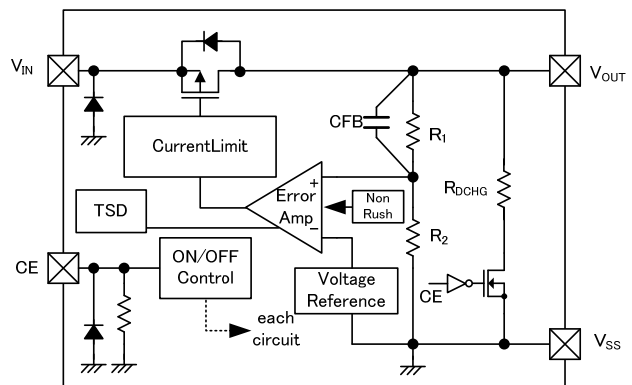 VIN
VOUT
CFB
R1
CurrentLimit
RDCHG
TSD
+
Error
Amp
−
Non
Rush
R2
CE
ON/OFF
Control
Voltage
Reference
CE
each
circuit
VSS